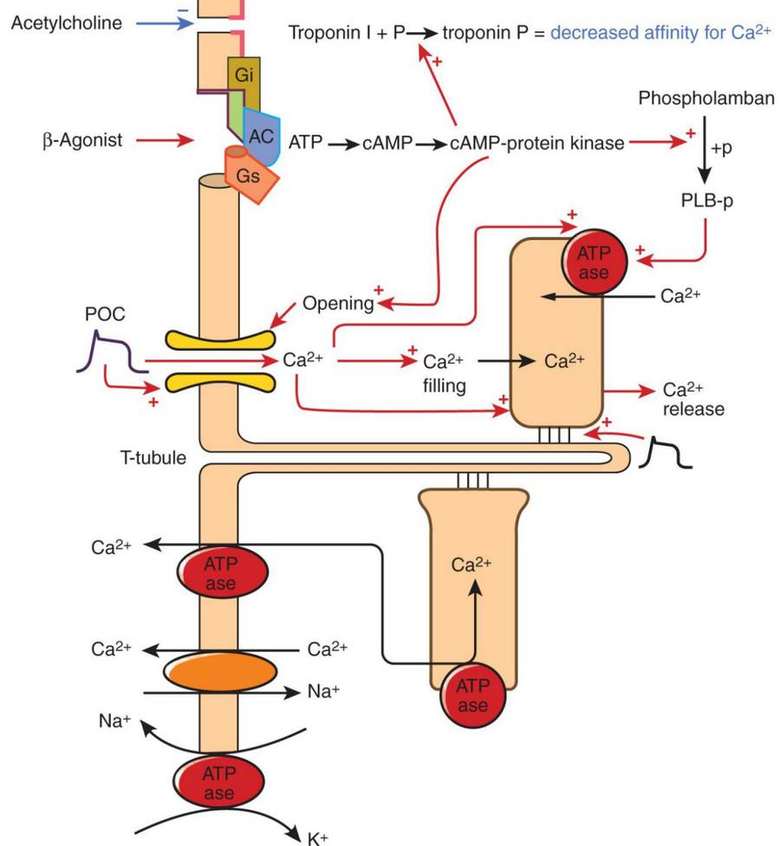 Acetylcholine
−
Troponin I + P → troponin P = decreased affinity for Ca²⁺
+
Gi
Phospholamban
β-Agonist
AC
ATP → cAMP → cAMP-protein kinase
+
+p
Gs
PLB-p
+
ATP
ase
+
Ca²⁺
+
Opening
POC
Ca²⁺
+
Ca²⁺
filling
Ca²⁺
+
+
Ca²⁺
release
+
T-tubule
Ca²⁺
ATP
ase
Ca²⁺
Ca²⁺
Ca²⁺
Na⁺
ATP
ase
Na⁺
ATP
ase
K⁺